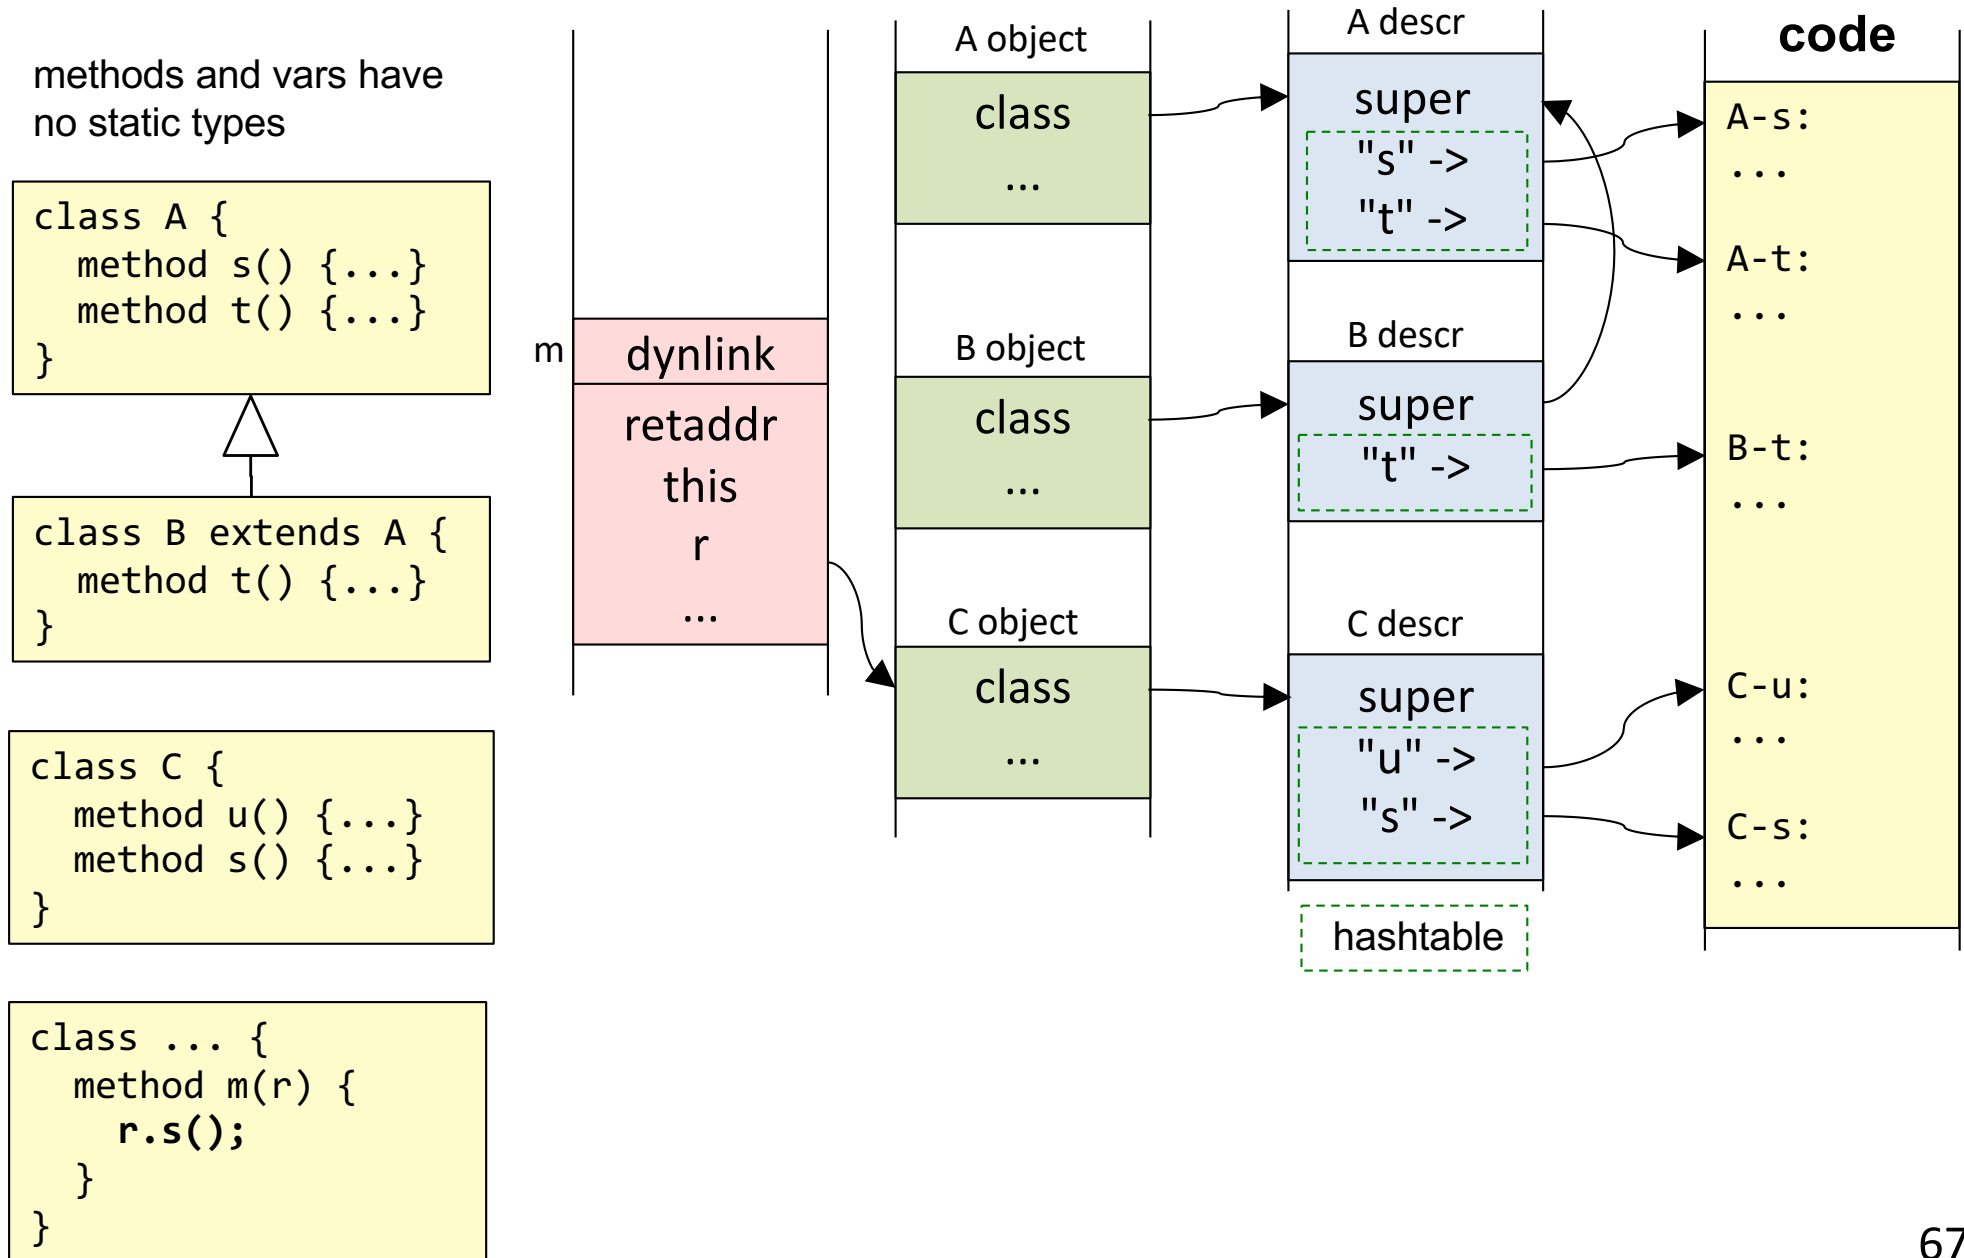 methods and vars have
no static types
class A {
  method s() {...}
  method t() {...}
}
class B extends A {
  method t() {...}
}
class C {
  method u() {...}
  method s() {...}
}
class ... {
  method m(r) {
    r.s();
  }
}
m
dynlink
retaddr
this
r
...
A object
class
...
B object
class
...
C object
class
...
A descr
super
"s" ->
"t" ->
B descr
super
"t" ->
C descr
super
"u" ->
"s" ->
hashtable
code
A-s:
...
A-t:
...
B-t:
...
C-u:
...
C-s:
...
67